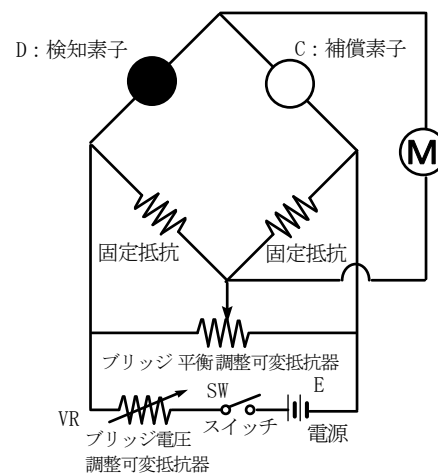 D：検知素子
C：補償素子
M
固定抵抗
固定抵抗
ブリッジ平衡調整可変抵抗器
SW
E
VR
スイッチ
電源
ブリッジ電圧
調整可変抵抗器